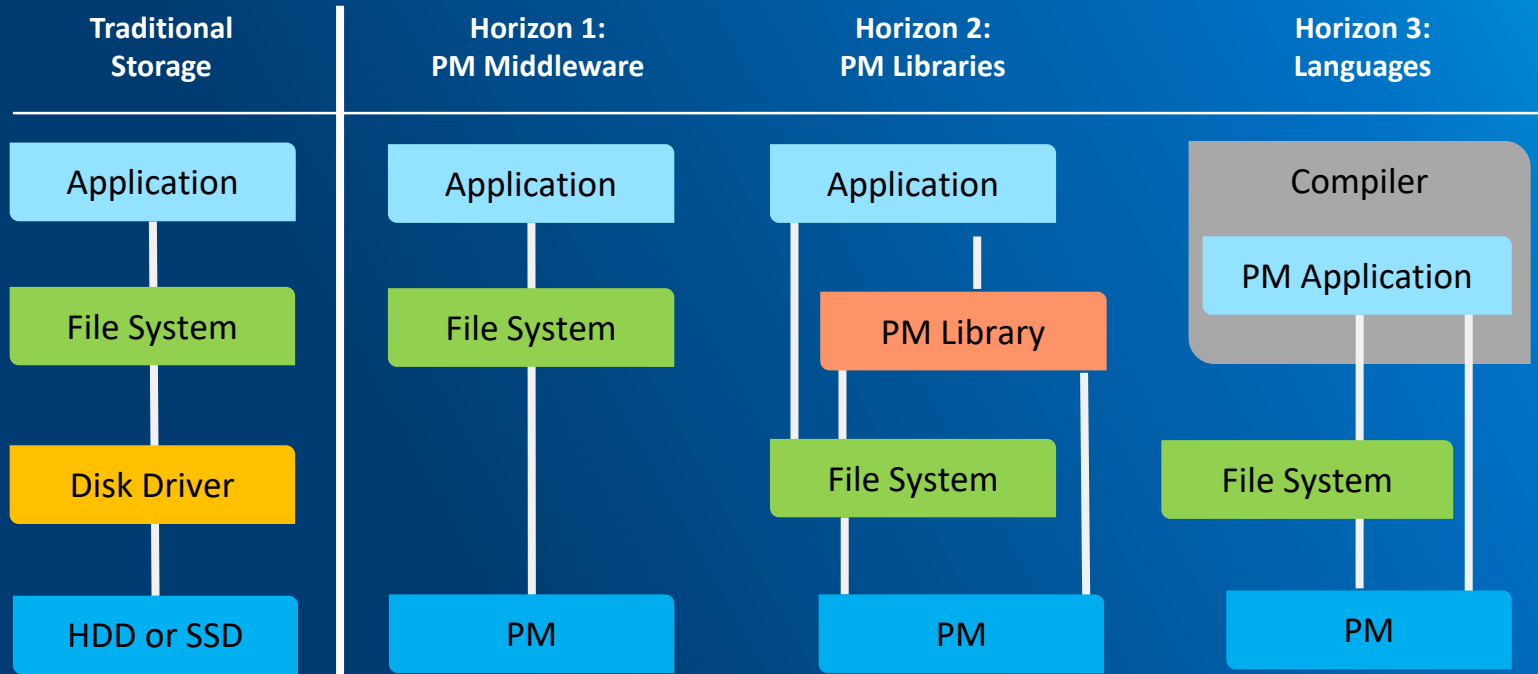 Traditional
Storage
Horizon 1:
PM Middleware
Horizon 2:
PM Libraries
Horizon 3:
Languages
Application
File System
Disk Driver
HDD or SSD
Application
File System
PM
Application
PM Library
File System
PM
Compiler
PM Application
File System
PM